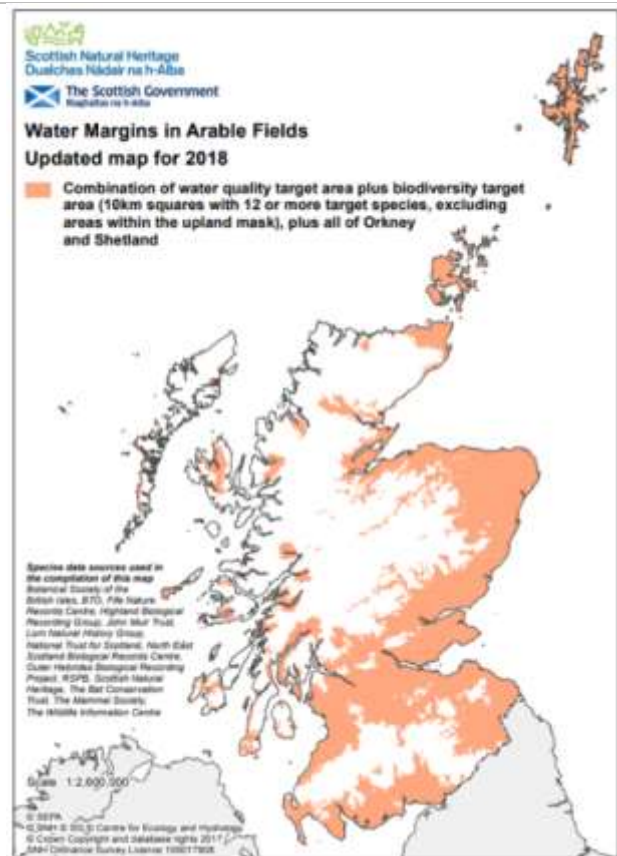 Scottish Natural Heritage
Dualchas Nàdair na h-Alba
The Scottish Government
Riaghaltas na h-Alba
Water Margins in Arable Fields
Updated map for 2018
Combination of water quality target area plus biodiversity target
area (10km squares with 12 or more target species, excluding
areas within the upland mask), plus all of Orkney
and Shetland
Species data sources used in
the compilation of this map
Botanical Society of the
British Isles, BTO, Fife Nature
Records Centre, Highland Biological
Recording Group, John Muir Trust,
Lorn Natural History Group,
National Trust for Scotland, North East
Scotland Biological Records Centre,
Outer Hebrides Biological Recording
Project, RSPB, Scottish Natural
Heritage, The Bat Conservation
Trust, The Mammal Society,
The Wildlife Information Centre
Scale 1:2,600,000
© SEPA
© SNH © Centre for Ecology and Hydrology
© Crown Copyright and database rights 2017
SNH Ordnance Survey Licence